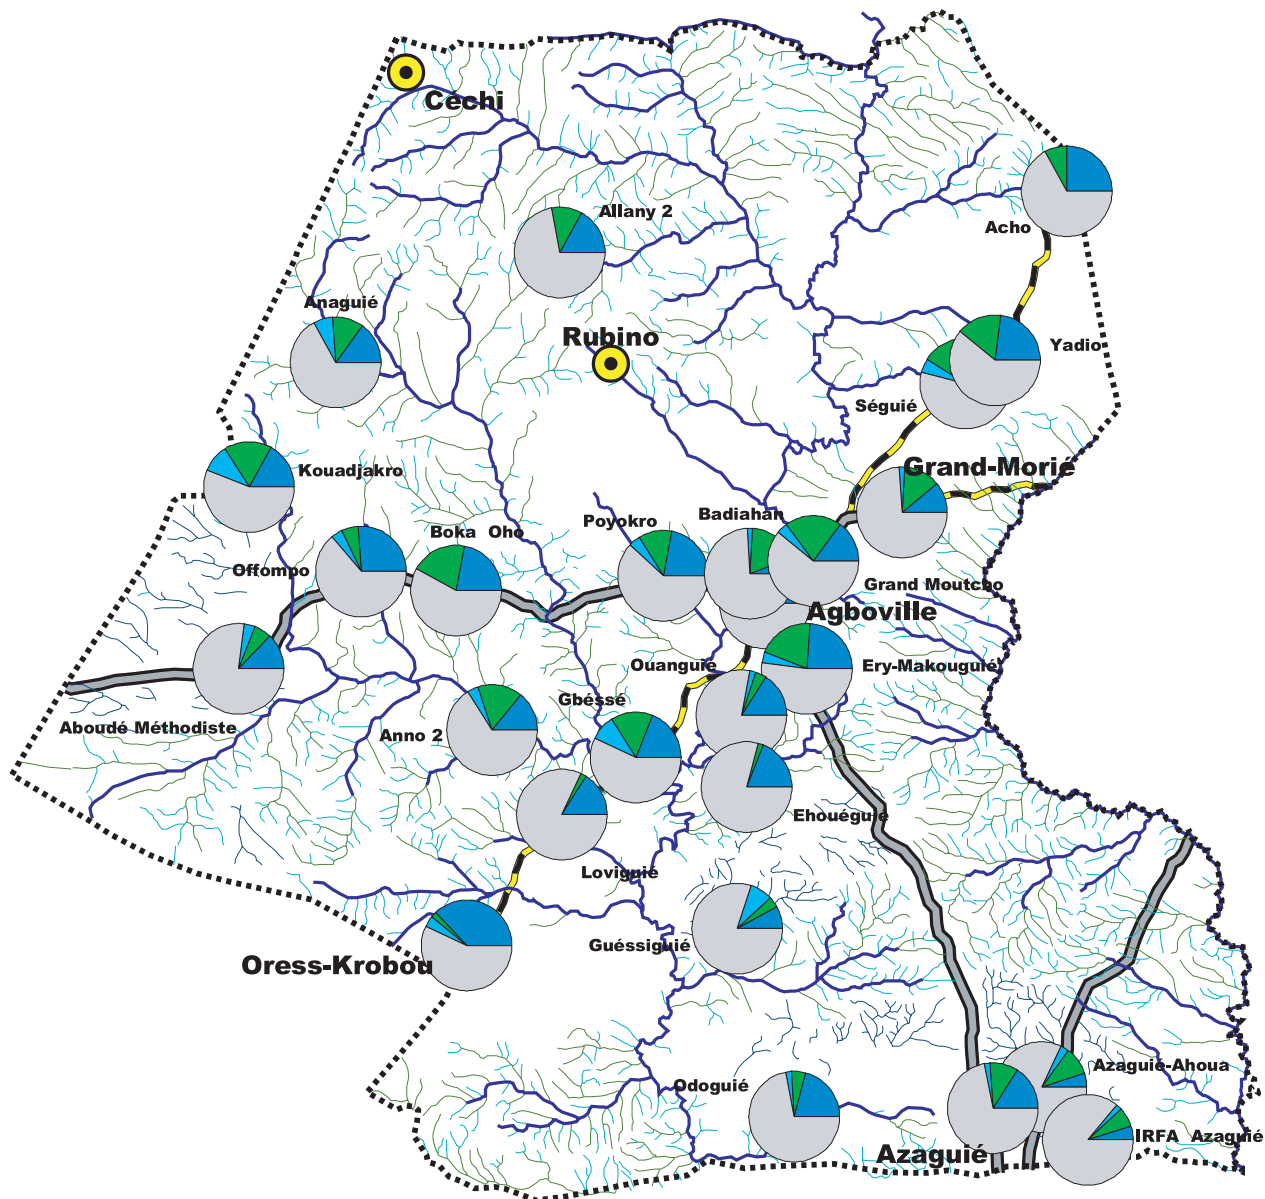 Céchi
Allany 2
Acho
Anaguié
Rubino
Yadio
Séguié
Kouadjakro
Grand-Morié
Badiahan
Poyokro
Boka Oho
Offompo
Grand Moutcho
Agboville
Ouanguié
Ery-Makouguié
Gbéssé
Aboudé Méthodiste
Anno 2
Ehouéguié
Loviguié
Guéssiguié
Oress-Krobou
Azaguié-Ahoua
Odoguié
IRFA Azaguié
Azaguié